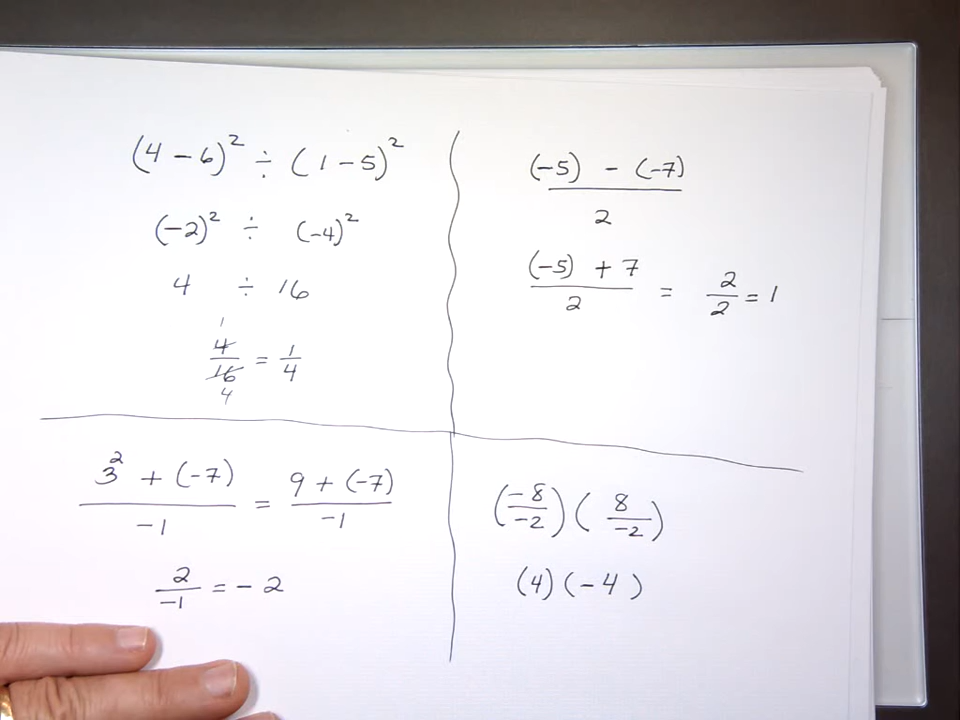 (4 - 6)² ÷ (1 - 5)²
(-2)² ÷ (-4)²
4 ÷ 16
1
4/16 = 1/4
4
(-5) - (-7)
2
(-5) + 7
2
= 2/2 = 1
3² + (-7)
-1
= 9 + (-7)
-1
2/-1 = -2
(-8/-2)(8/-2)
(4)(-4)